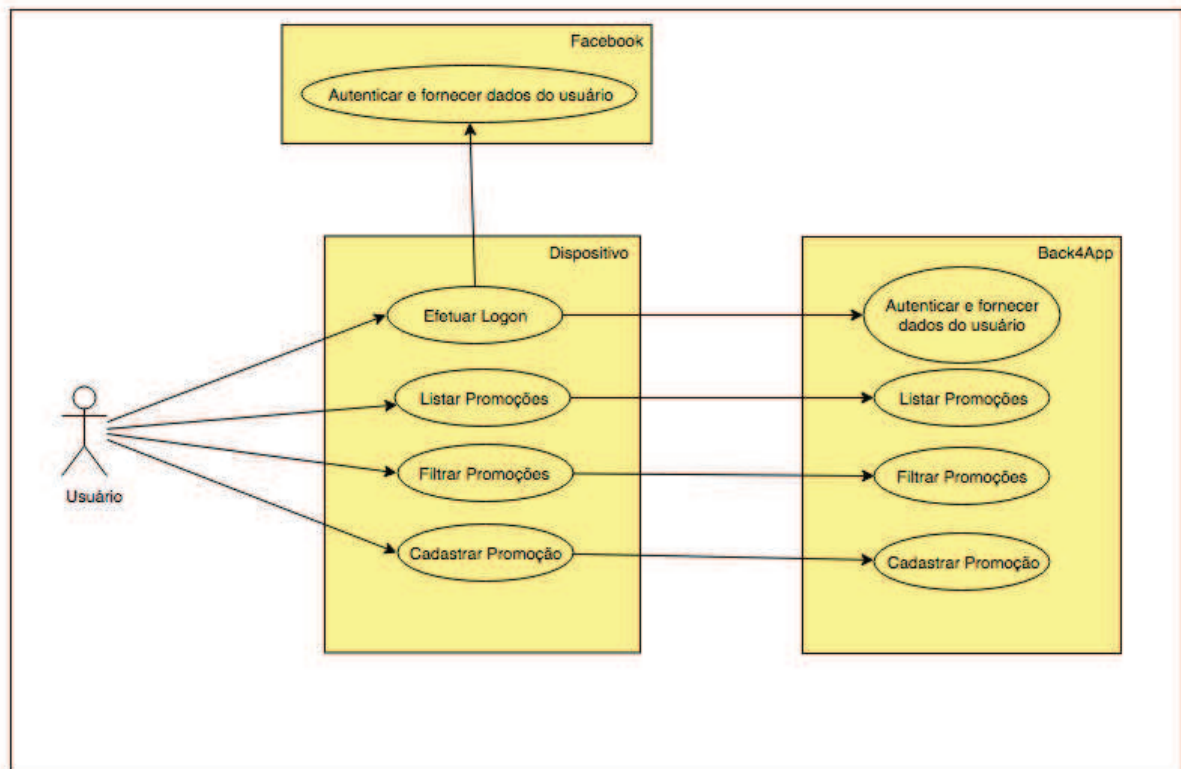 Facebook
Autenticar e fornecer dados do usuário
Dispositivo
Back4App
Efetuar Logon
Autenticar e fornecer
dados do usuário
Listar Promoções
Listar Promoções
Filtrar Promoções
Filtrar Promoções
Usuário
Cadastrar Promoção
Cadastrar Promoção